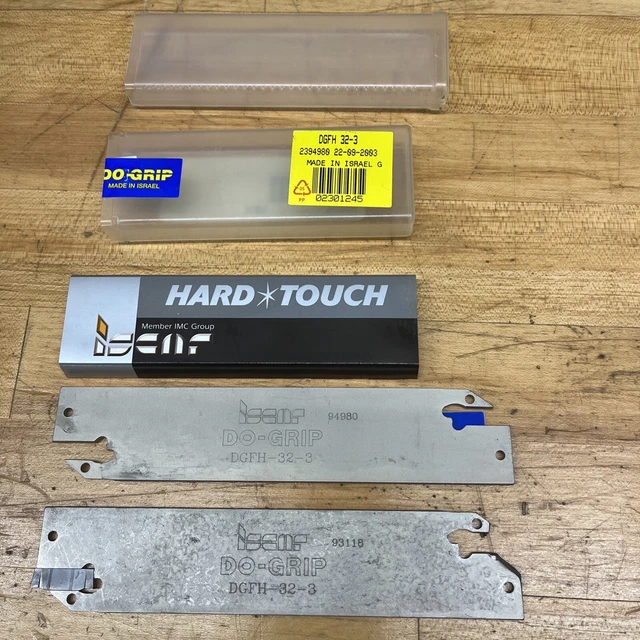 DGFH 32-3
2394980 22-09-2003
MADE IN ISRAEL G
PP
02301245
DO-GRIP
MADE IN ISRAEL
HARD TOUCH
Member IMC Group
iscar
iscar 94980
DO-GRIP
DGFH-32-3
iscar 93118
DO-GRIP
DGFH-32-3